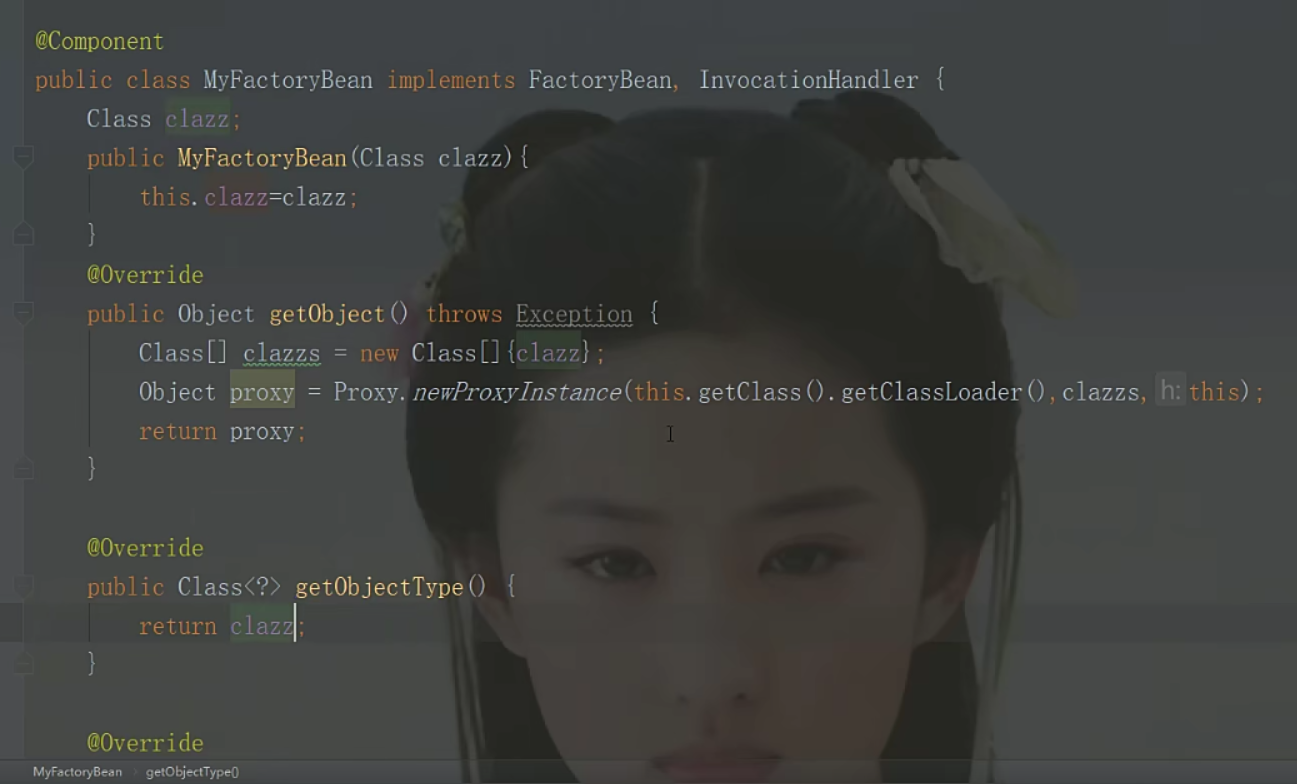 @Component
public class MyFactoryBean implements FactoryBean, InvocationHandler {
Class clazz;
public MyFactoryBean(Class clazz){
this.clazz=clazz;
}
@Override
public Object getObject() throws Exception {
Class[] clazzs = new Class[]{clazz};
Object proxy = Proxy.newProxyInstance(this.getClass().getClassLoader(),clazzs, h: this);
return proxy;
}
@Override
public Class<?> getObjectType() {
return clazz;
}
@Override
MyFactoryBean › getObjectType()